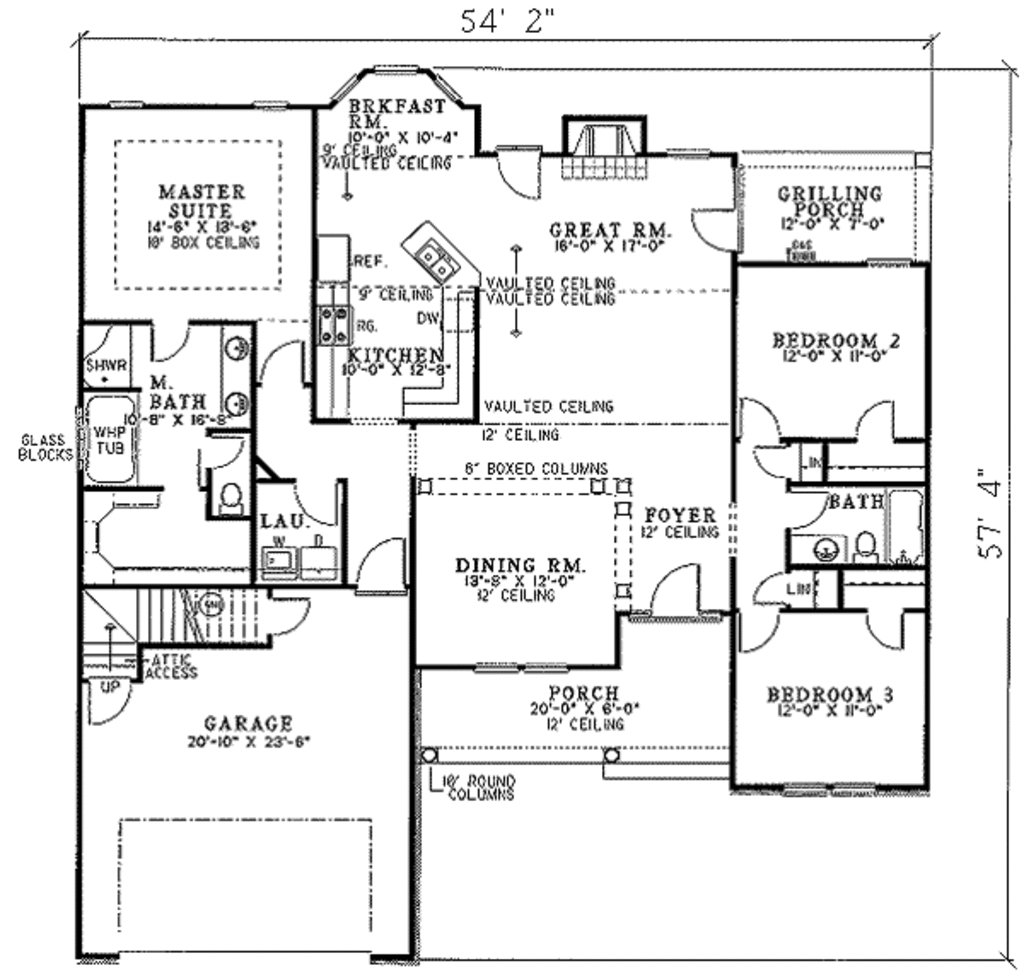 54' 2"
BRKFAST
RM.
10'-0" X 10'-4"
9' CEILING
VAULTED CEILING
MASTER
SUITE
14'-6" X 13'-6"
10' BOX CEILING
GREAT RM.
16'-0" X 17'-0"
GRILLING
PORCH
12'-0" X 7'-0"
GAS
REF.
9' CEILING
VAULTED CEILING
VAULTED CEILING
RG.
DW
KITCHEN
10'-0" X 12'-8"
BEDROOM 2
12'-0" X 11'-0"
SHWR
M.
BATH
10'-8" X 16'-8"
WHP
TUB
GLASS
BLOCKS
VAULTED CEILING
12' CEILING
6" BOXED COLUMNS
LIN
BATH
LAU.
W
D
FOYER
12' CEILING
DINING RM.
13'-8" X 12'-0"
12' CEILING
LIN
57' 4"
ATTIC
ACCESS
UP
GARAGE
20'-10" X 23'-6"
PORCH
20'-0" X 6'-0"
12' CEILING
BEDROOM 3
12'-0" X 11'-0"
10' ROUND
COLUMNS